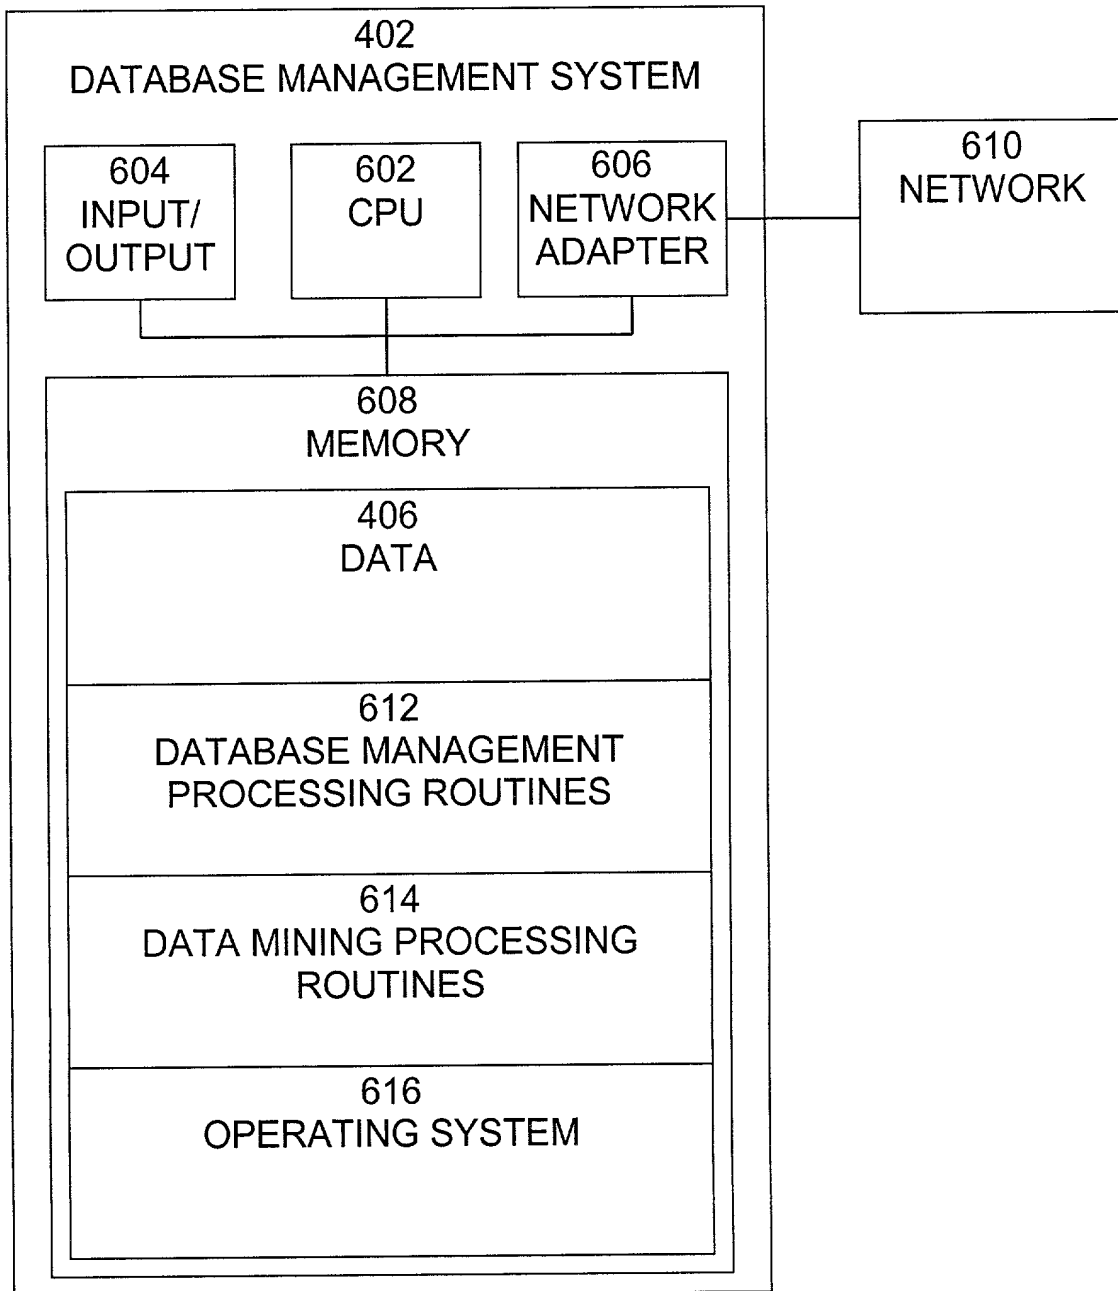 402
DATABASE MANAGEMENT SYSTEM
604
INPUT/
OUTPUT
602
CPU
606
NETWORK
ADAPTER
610
NETWORK
608
MEMORY
406
DATA
612
DATABASE MANAGEMENT
PROCESSING ROUTINES
614
DATA MINING PROCESSING
ROUTINES
616
OPERATING SYSTEM